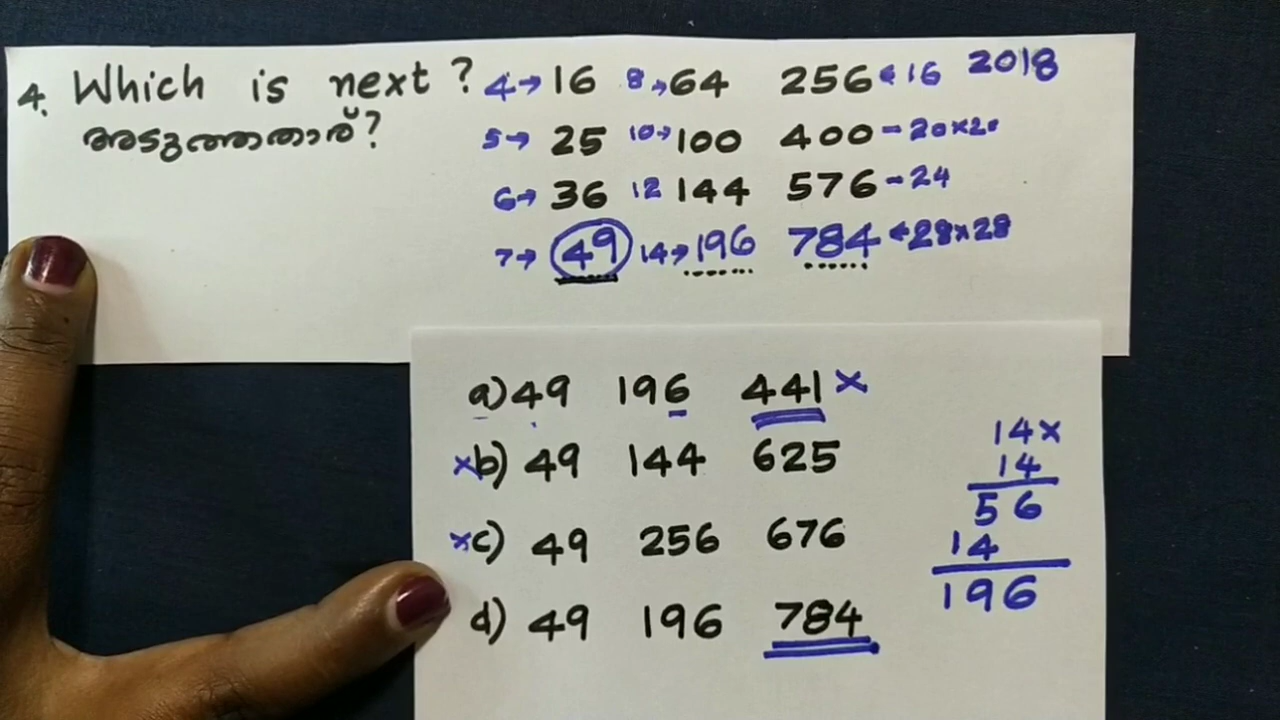 4. Which is next ? 4→ 16 8→ 64 256 ← 16 2018
അടുത്തതാര്? 5→ 25 10→ 100 400 - 20×20
6→ 36 12 144 576 - 24
7→ 49 14→ 196 784 ← 28×28
a) 49 196 441 ×
× b) 49 144 625
× c) 49 256 676
d) 49 196 784
14×
14
56
14
196